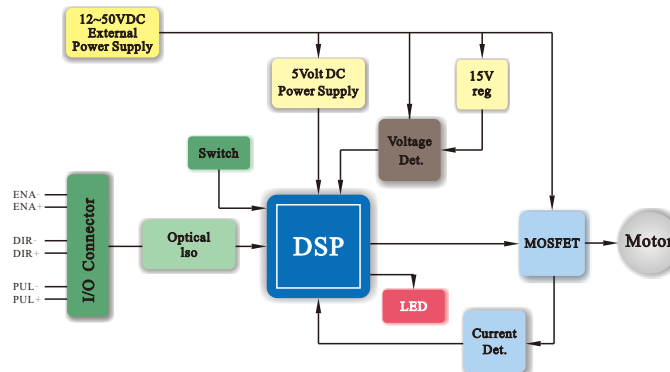 12~50VDC
External
Power Supply
5Volt DC
Power Supply
15V
reg
Voltage
Det.
Switch
ENA-
ENA+
DIR-
DIR+
PUL-
PUL+
I/O Connector
Optical
Iso
DSP
MOSFET
Motor
LED
Current
Det.